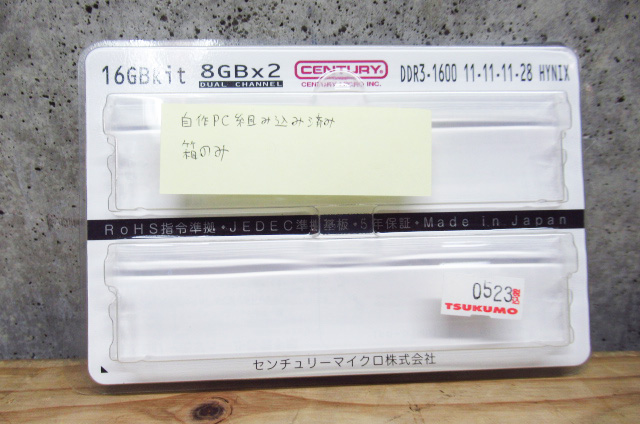 16GBkit 8GBx2 CENTURY DDR3-1600 11-11-11-28 HYNIX
DUAL CHANNEL CENTURY MICRO INC.
自作PC組み込み済み
箱のみ
RoHS指令準拠・JEDEC準拠基板・5年保証・Made in Japan
0523
TSUKUMO
センチュリーマイクロ株式会社